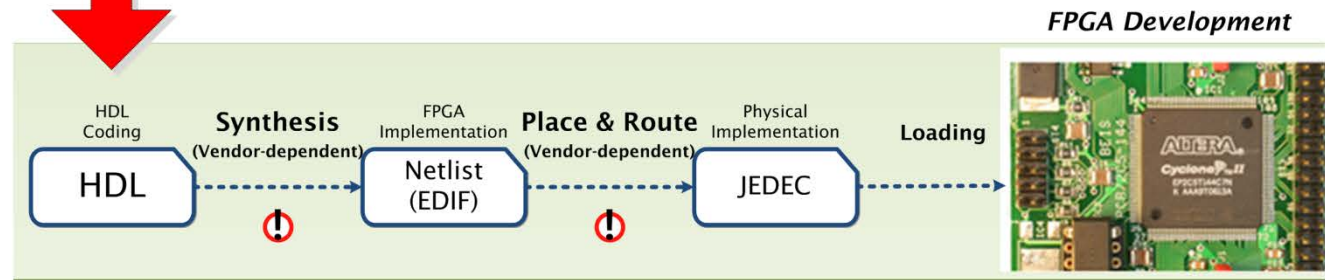 FPGA Development
HDL
Coding
HDL
Synthesis
(Vendor-dependent)
!
FPGA
Implementation
Netlist
(EDIF)
Place & Route
(Vendor-dependent)
!
Physical
Implementation
JEDEC
Loading
ALTERA
Cyclone II